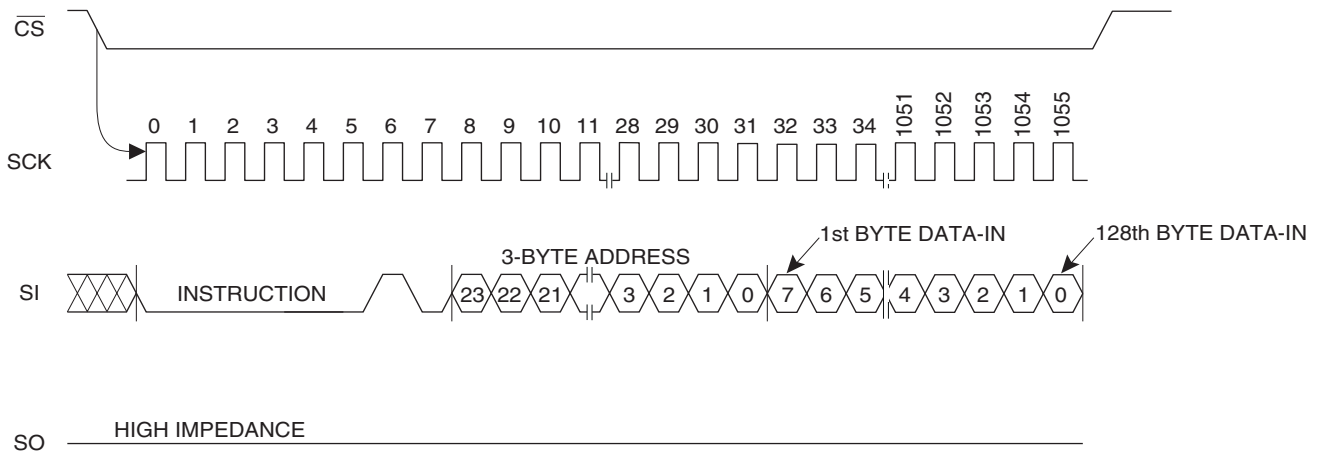 CS
SCK
0 1 2 3 4 5 6 7 8 9 10 11 28 29 30 31 32 33 34 1051 1052 1053 1054 1055
SI
INSTRUCTION
3-BYTE ADDRESS
1st BYTE DATA-IN
128th BYTE DATA-IN
23 22 21 3 2 1 0 7 6 5 4 3 2 1 0
SO
HIGH IMPEDANCE